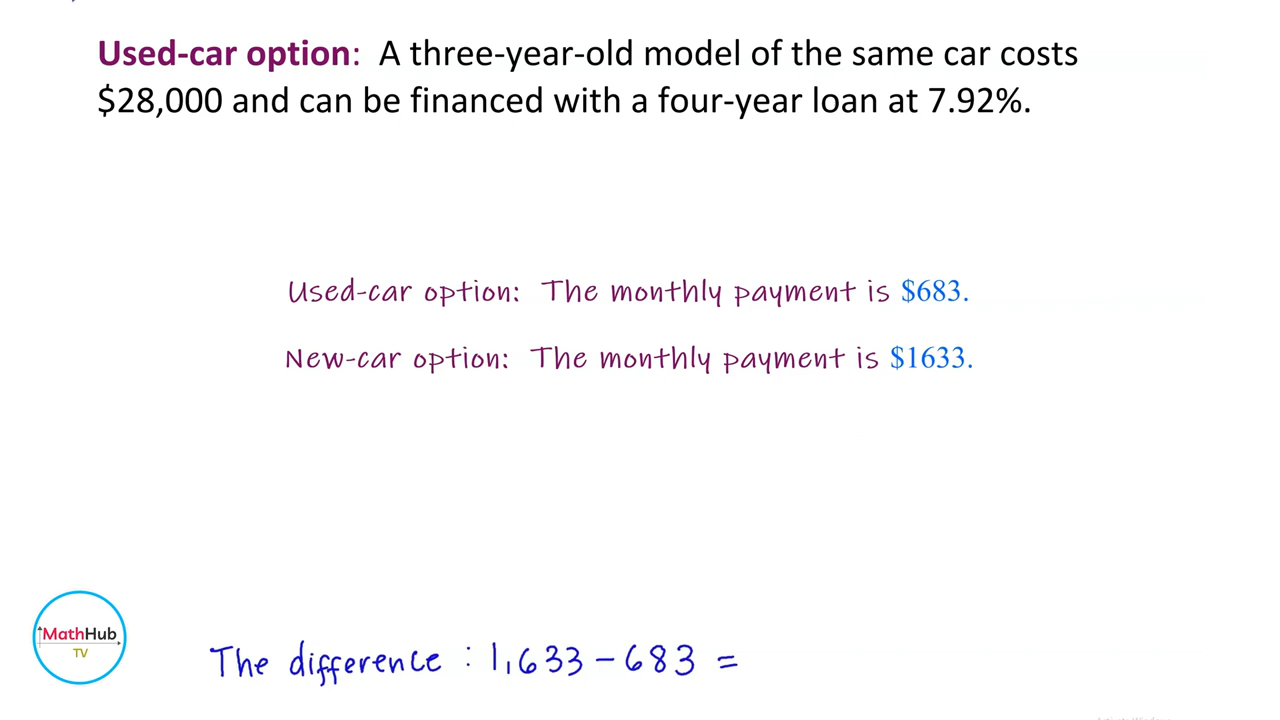 Used-car option: A three-year-old model of the same car costs
$28,000 and can be financed with a four-year loan at 7.92%.
Used-car option: The monthly payment is $683.
New-car option: The monthly payment is $1633.
MathHub
TV
The difference : 1,633 - 683 =